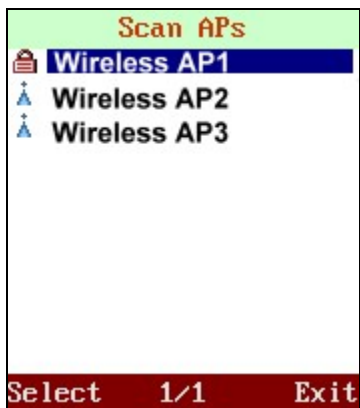 Scan APs
Wireless AP1
Wireless AP2
Wireless AP3
Select 1/1 Exit